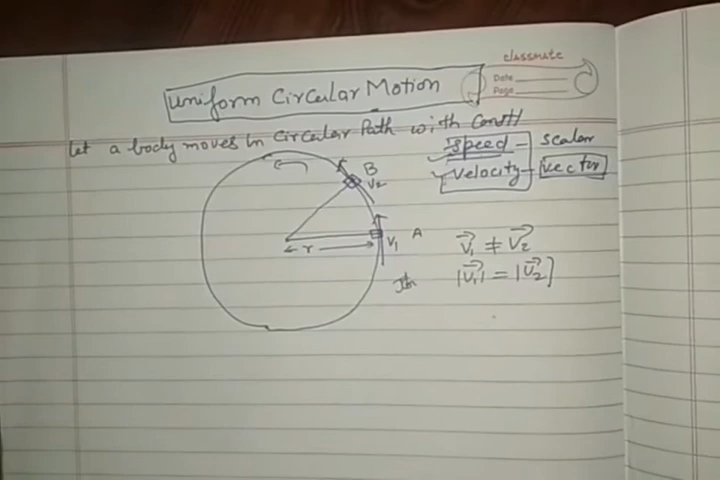 classmate
Date
Page
Uniform Circular Motion
let a body moves in circular Path with Constt
speed - scalar
velocity - vector
B
V2
A
V1
r
V⃗1 ≠ V⃗2
|V⃗1| = |V⃗2|